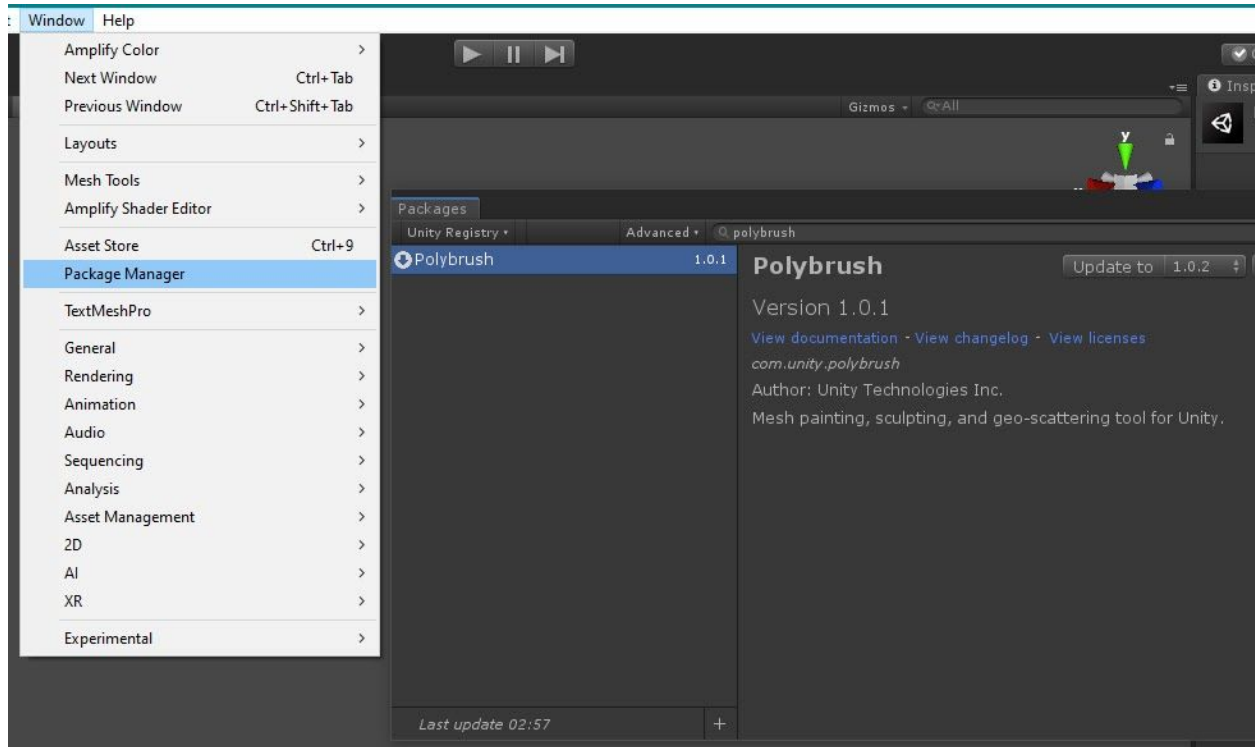 Window Help
Amplify Color
Next Window Ctrl+Tab
Previous Window Ctrl+Shift+Tab
Layouts
Mesh Tools
Amplify Shader Editor
Asset Store Ctrl+9
Package Manager
TextMeshPro
General
Rendering
Animation
Audio
Sequencing
Analysis
Asset Management
2D
AI
XR
Experimental
Gizmos All
y
Packages
Unity Registry Advanced polybrush
Polybrush 1.0.1
Polybrush Update to 1.0.2
Version 1.0.1
View documentation - View changelog - View licenses
com.unity.polybrush
Author: Unity Technologies Inc.
Mesh painting, sculpting, and geo-scattering tool for Unity.
Last update 02:57 +